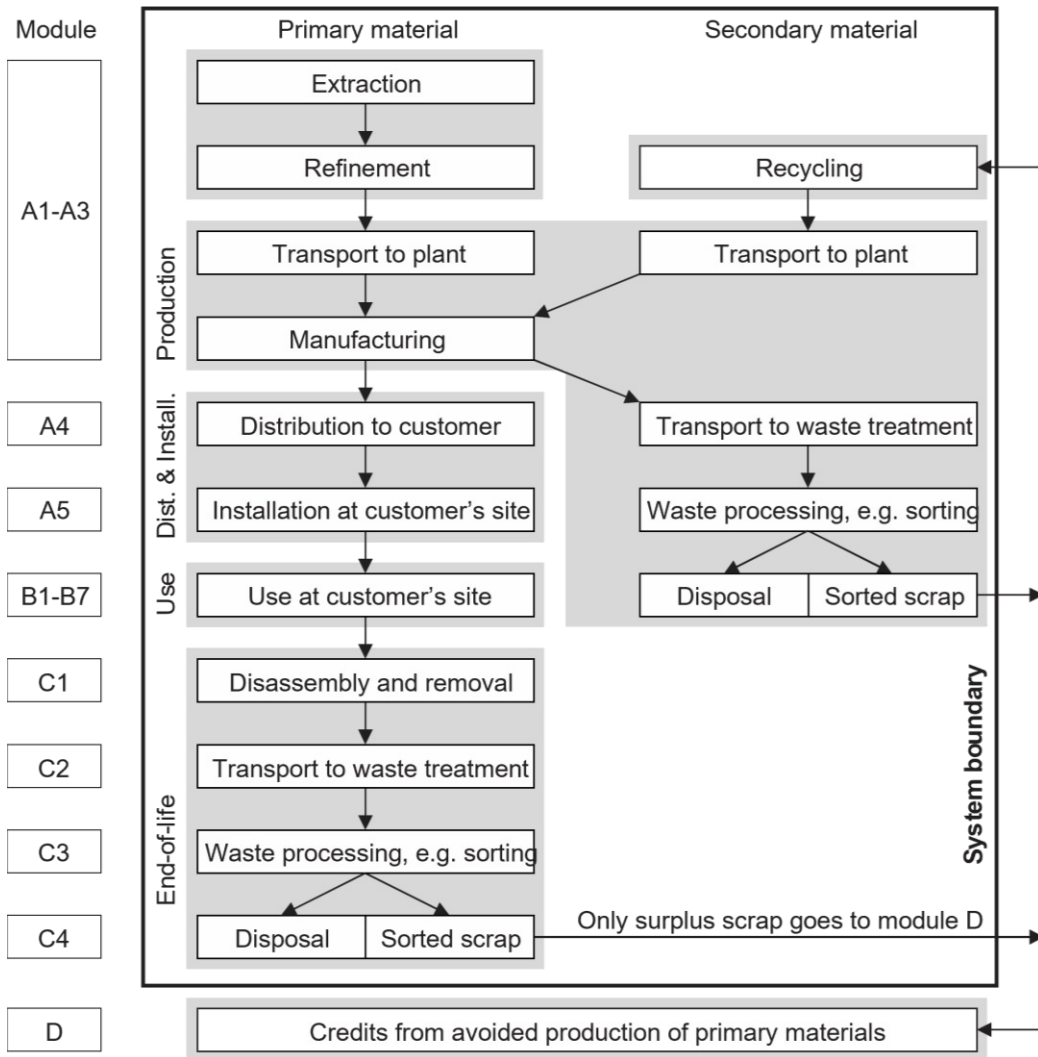 Module
Primary material
Secondary material
A1-A3
Extraction
Refinement
Recycling
Production
Transport to plant
Transport to plant
Manufacturing
Dist. & Install.
A4
Distribution to customer
Transport to waste treatment
A5
Installation at customer's site
Waste processing, e.g. sorting
Use
B1-B7
Use at customer's site
Disposal
Sorted scrap
End-of-life
C1
Disassembly and removal
C2
Transport to waste treatment
C3
Waste processing, e.g. sorting
C4
Disposal
Sorted scrap
Only surplus scrap goes to module D
System boundary
D
Credits from avoided production of primary materials